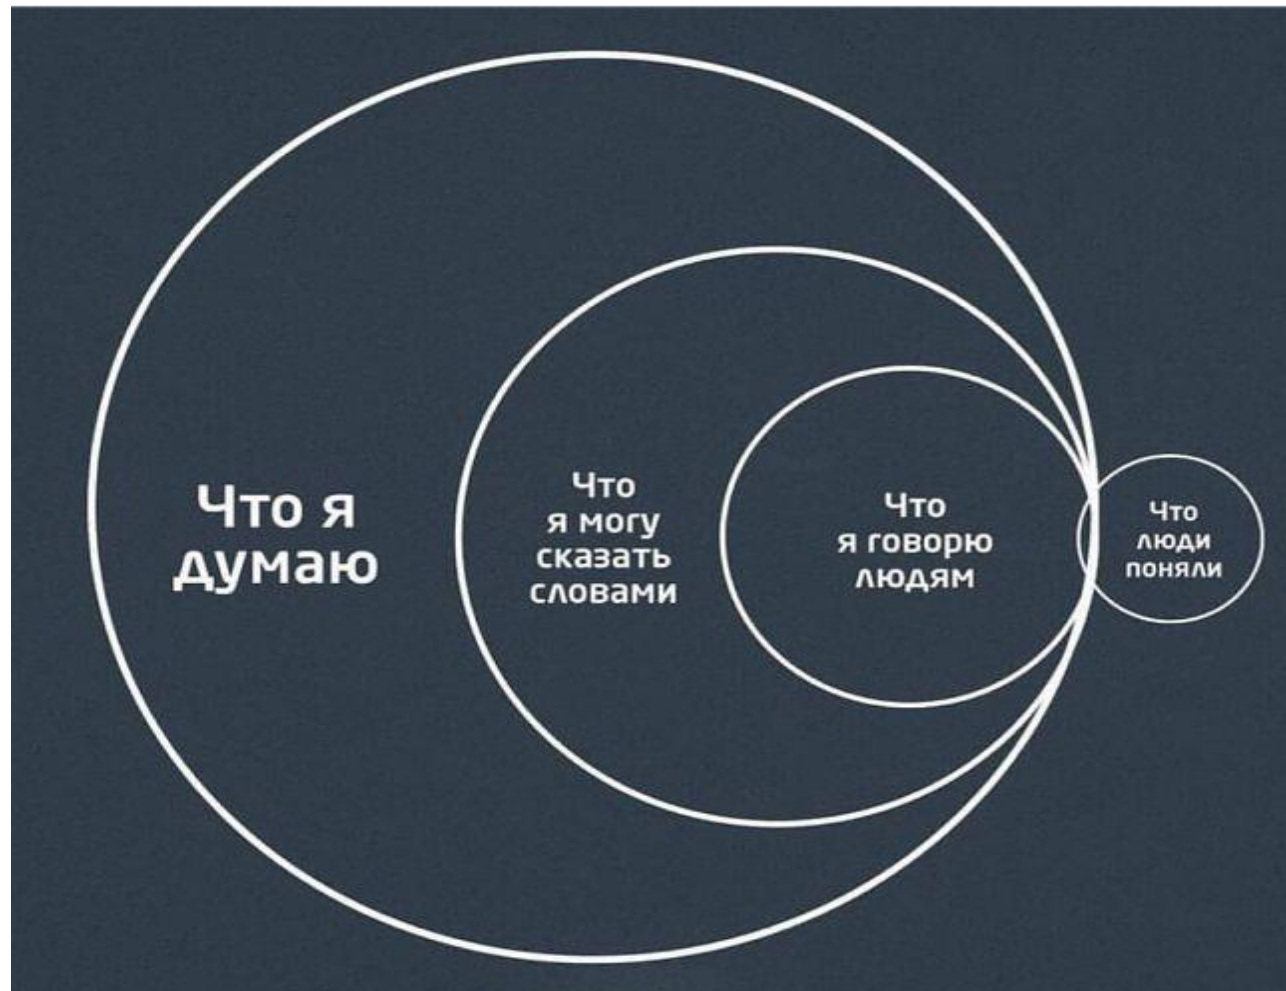 Что я
думаю
Что
я могу
сказать
словами
Что
я говорю
людям
Что
люди
поняли